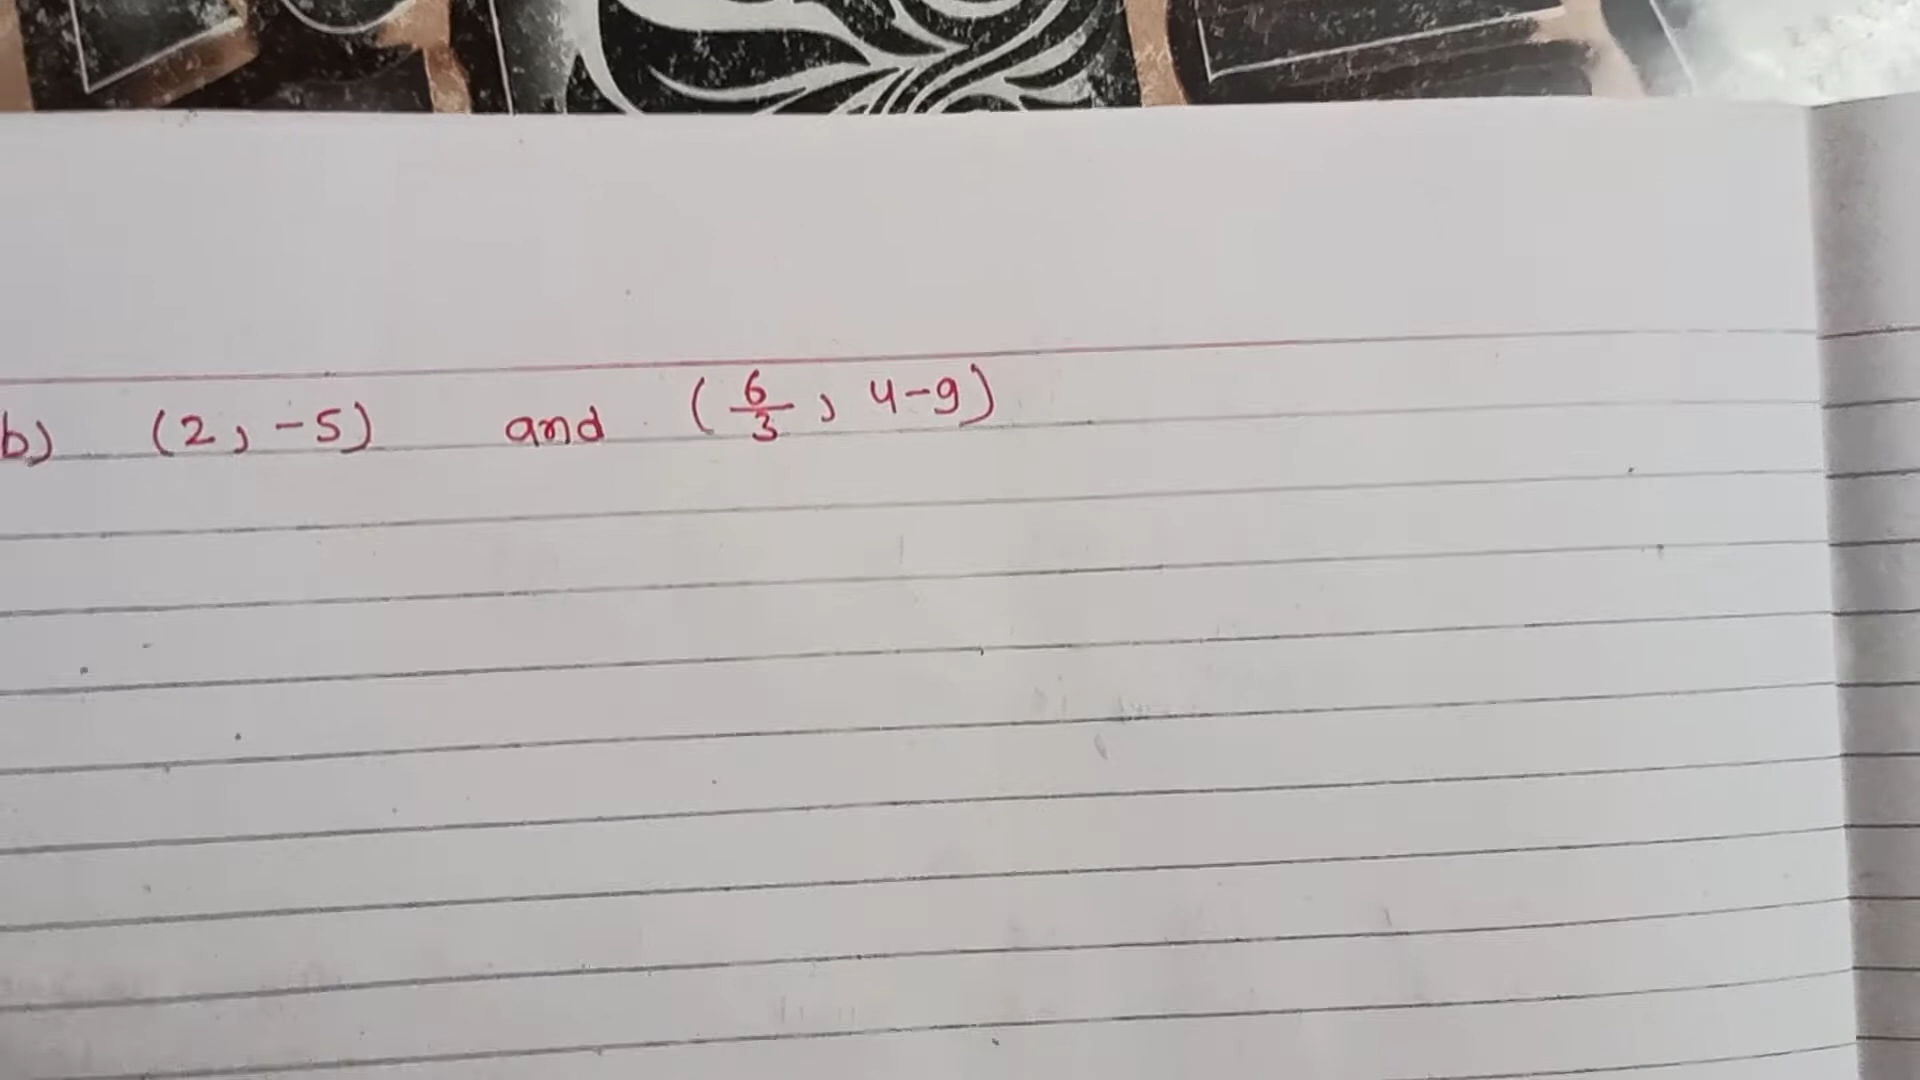 b) (2, -5) and (6/3, 4-9)